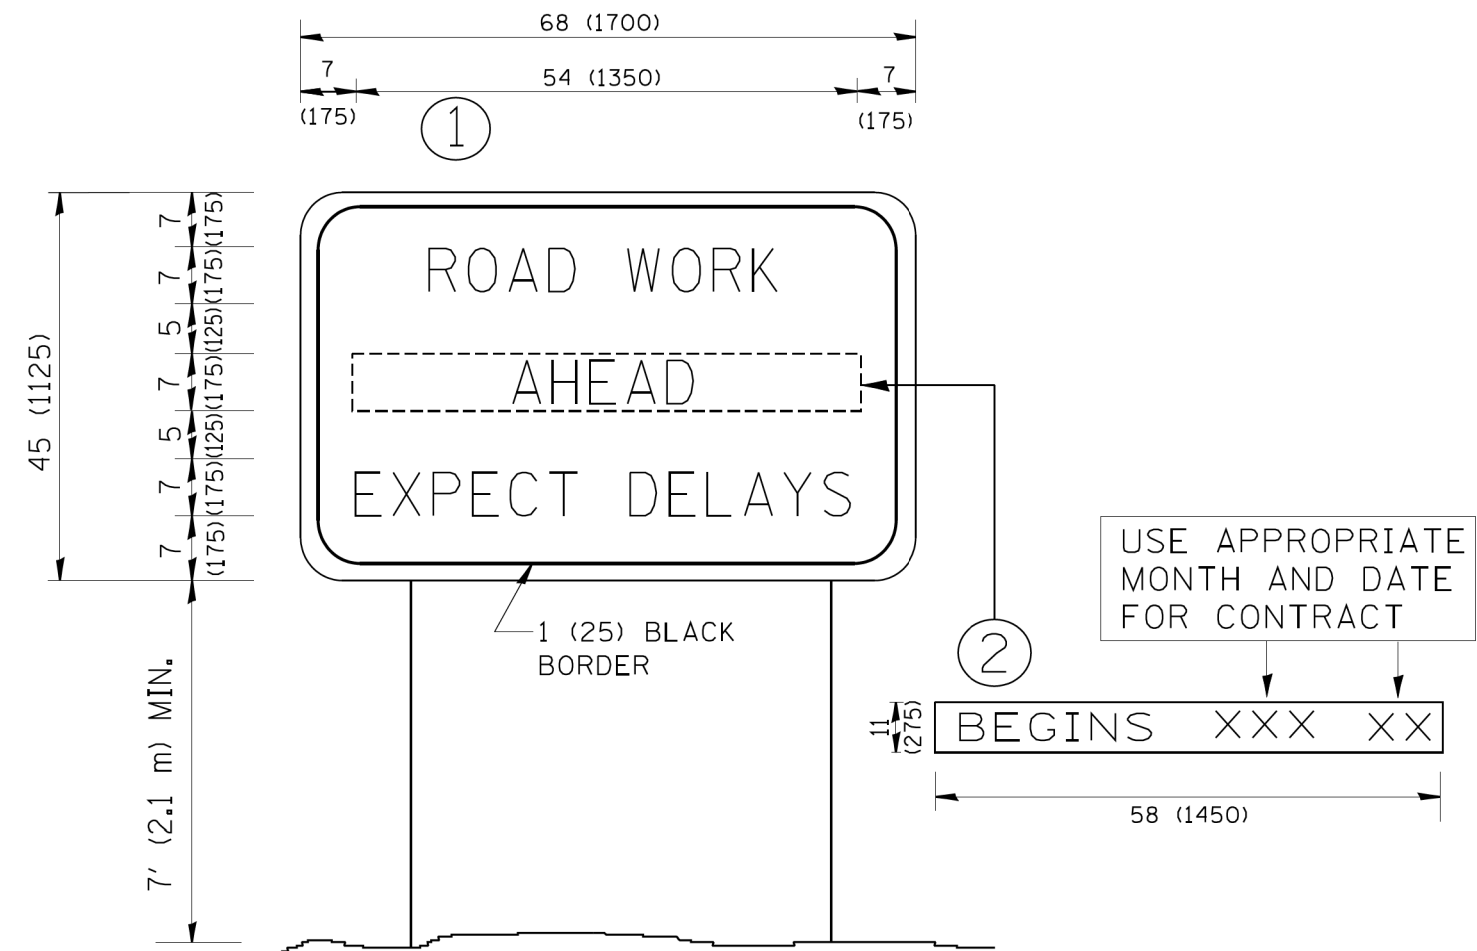 68 (1700)
7
54 (1350)
7
(175)
(175)
1
45 (1125)
7
(175)
7
(175)
5
(125)
7
(175)
5
(125)
7
(175)
7
(175)
ROAD WORK
AHEAD
EXPECT DELAYS
1 (25) BLACK
BORDER
7' (2.1 m) MIN.
USE APPROPRIATE
MONTH AND DATE
FOR CONTRACT
2
11
(275)
BEGINS XXX XX
58 (1450)